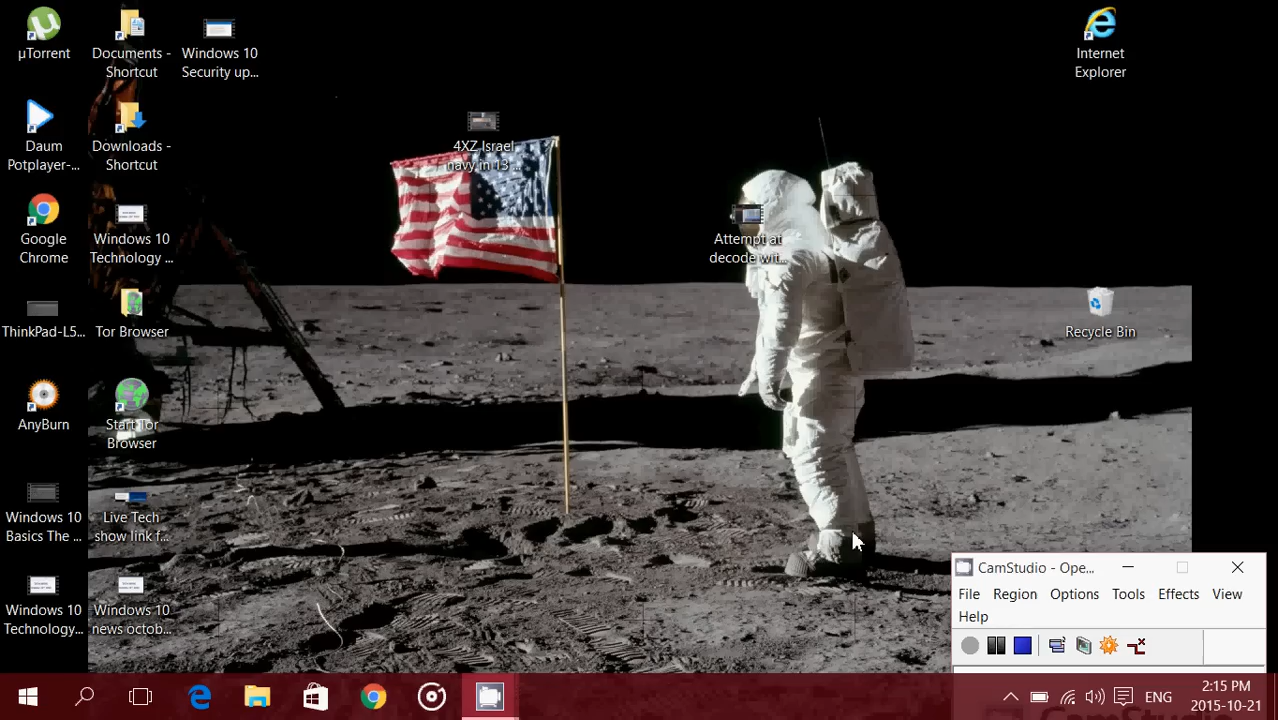 µTorrent
Documents -
Shortcut
Windows 10
Security up...
Internet
Explorer
Daum
Potplayer-...
Downloads -
Shortcut
4XZ Israel
navy in 13 ...
Google
Chrome
Windows 10
Technology ...
Attempt at
decode wit...
ThinkPad-L5...
Tor Browser
Recycle Bin
AnyBurn
Start Tor
Browser
Windows 10
Basics The ...
Live Tech
show link f...
Windows 10
Technology...
Windows 10
news octob...
CamStudio - Ope...
File Region Options Tools Effects View
Help
ENG
2:15 PM
2015-10-21